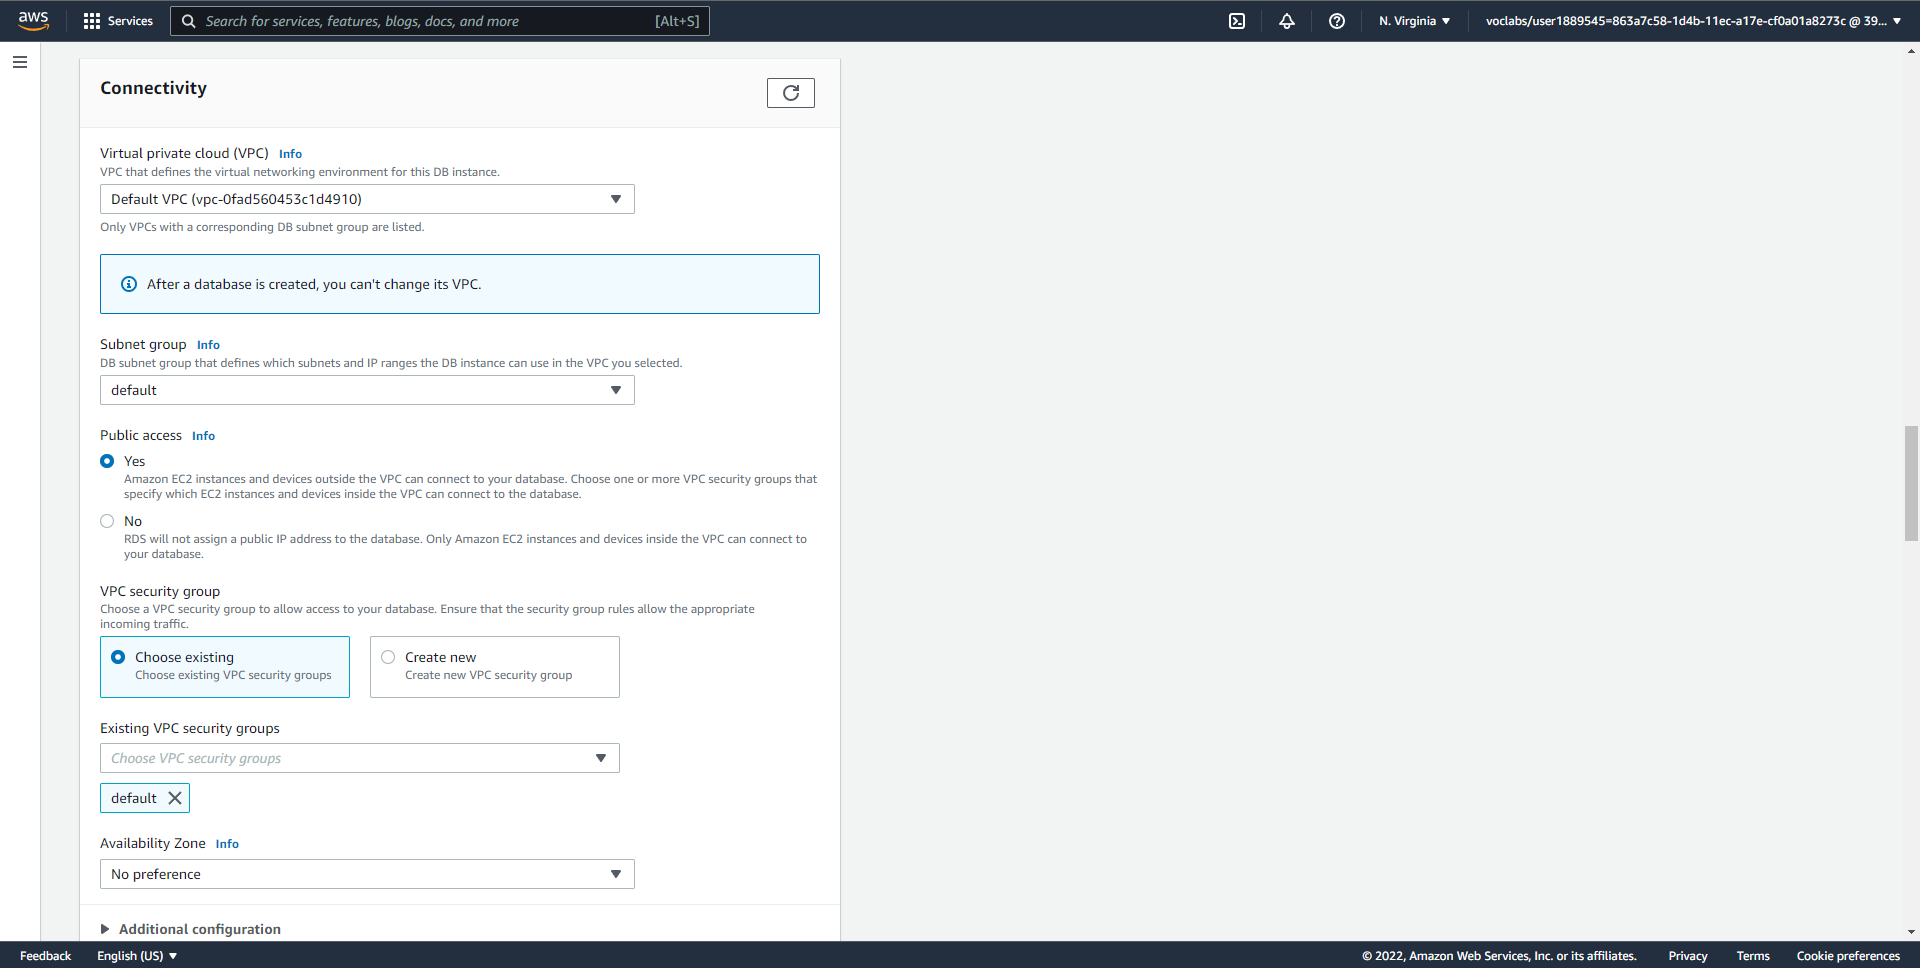 aws
Services
Search for services, features, blogs, docs, and more [Alt+S]
N. Virginia
voclabs/user1889545=863a7c58-1d4b-11ec-a17e-cf0a01a8273c @ 39...
Connectivity
Virtual private cloud (VPC) Info
VPC that defines the virtual networking environment for this DB instance.
Default VPC (vpc-0fad560453c1d4910)
Only VPCs with a corresponding DB subnet group are listed.
After a database is created, you can't change its VPC.
Subnet group Info
DB subnet group that defines which subnets and IP ranges the DB instance can use in the VPC you selected.
default
Public access Info
Yes
Amazon EC2 instances and devices outside the VPC can connect to your database. Choose one or more VPC security groups that
specify which EC2 instances and devices inside the VPC can connect to the database.
No
RDS will not assign a public IP address to the database. Only Amazon EC2 instances and devices inside the VPC can connect to
your database.
VPC security group
Choose a VPC security group to allow access to your database. Ensure that the security group rules allow the appropriate
incoming traffic.
Choose existing
Choose existing VPC security groups
Create new
Create new VPC security group
Existing VPC security groups
Choose VPC security groups
default
Availability Zone Info
No preference
Additional configuration
Feedback
English (US)
© 2022, Amazon Web Services, Inc. or its affiliates.
Privacy
Terms
Cookie preferences